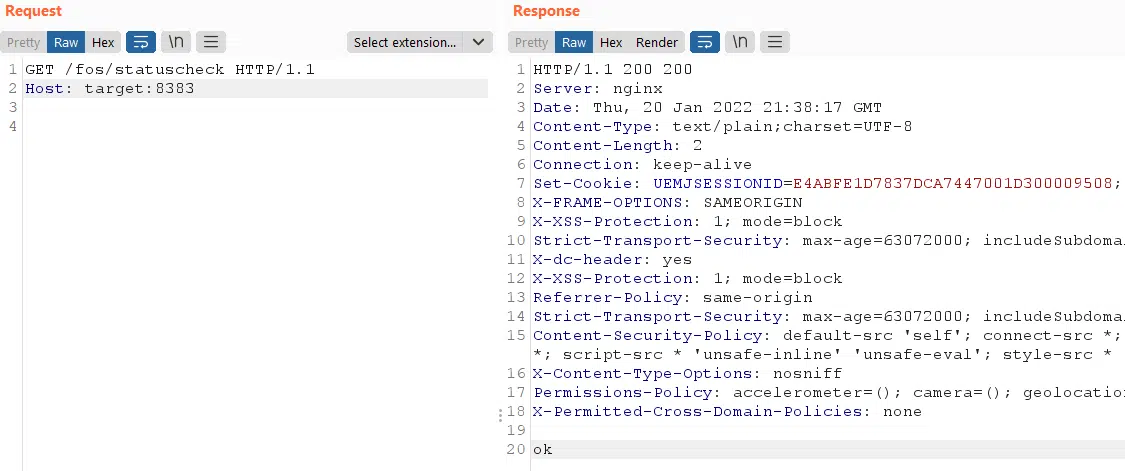 Request
Pretty Raw Hex \n Select extension...
1 GET /fos/statuscheck HTTP/1.1
2 Host: target:8383
3
4
Response
Pretty Raw Hex Render \n
1 HTTP/1.1 200 200
2 Server: nginx
3 Date: Thu, 20 Jan 2022 21:38:17 GMT
4 Content-Type: text/plain;charset=UTF-8
5 Content-Length: 2
6 Connection: keep-alive
7 Set-Cookie: UEMJSESSIONID=E4ABFE1D7837DCA7447001D300009508;
8 X-FRAME-OPTIONS: SAMEORIGIN
9 X-XSS-Protection: 1; mode=block
10 Strict-Transport-Security: max-age=63072000; includeSubdomai
11 X-dc-header: yes
12 X-XSS-Protection: 1; mode=block
13 Referrer-Policy: same-origin
14 Strict-Transport-Security: max-age=63072000; includeSubdomai
15 Content-Security-Policy: default-src 'self'; connect-src *;
*; script-src * 'unsafe-inline' 'unsafe-eval'; style-src *
16 X-Content-Type-Options: nosniff
17 Permissions-Policy: accelerometer=(); camera=(); geolocation
18 X-Permitted-Cross-Domain-Policies: none
19
20 ok